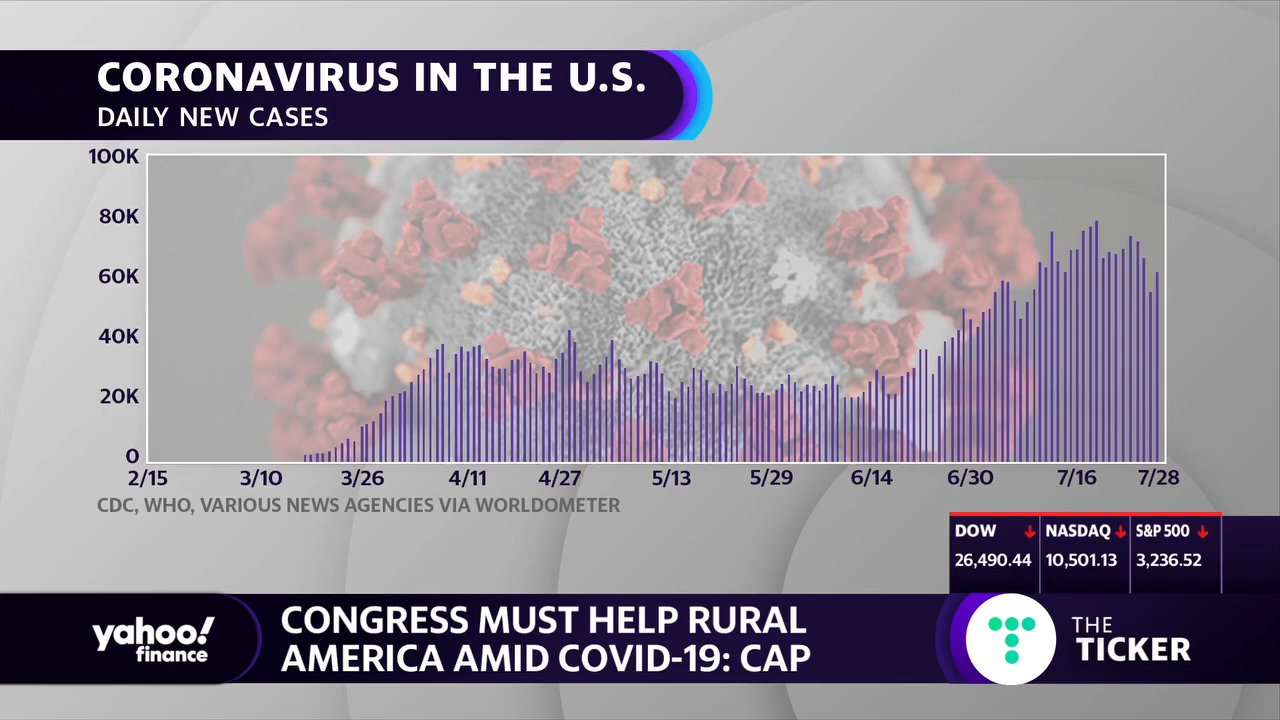 CORONAVIRUS IN THE U.S.
DAILY NEW CASES
100K
80K
60K
40K
20K
0
2/15 3/10 3/26 4/11 4/27 5/13 5/29 6/14 6/30 7/16 7/28
CDC, WHO, VARIOUS NEWS AGENCIES VIA WORLDOMETER
DOW NASDAQ S&P 500
26,490.44 10,501.13 3,236.52
yahoo!
finance
CONGRESS MUST HELP RURAL
AMERICA AMID COVID-19: CAP
THE
TICKER